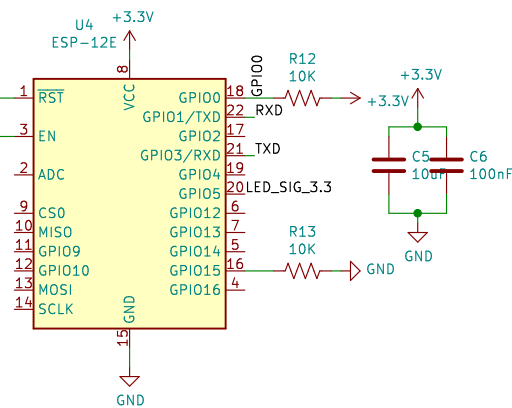 U4
ESP-12E
+3.3V
8
VCC
1 RST
3 EN
2 ADC
9 CS0
10 MISO
11 GPIO9
12 GPIO10
13 MOSI
14 SCLK
GPIO0 18 GPIO0
GPIO1/TXD 22 RXD
GPIO2 17
GPIO3/RXD 21 TXD
GPIO4 19
GPIO5 20 LED_SIG_3.3
GPIO12 6
GPIO13 7
GPIO14 5
GPIO15 16
GPIO16 4
GND
15
GND
R12
10K
+3.3V
R13
10K
GND
+3.3V
C5
10uF
C6
100nF
GND